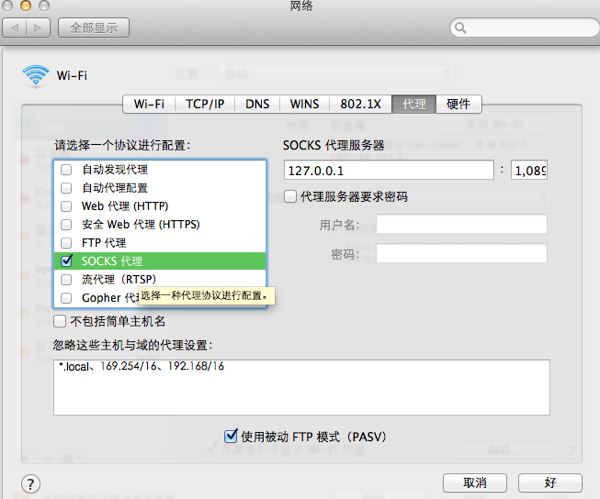 网络
全部显示
Wi-Fi
Wi-Fi TCP/IP DNS WINS 802.1X 代理 硬件
请选择一个协议进行配置：
自动发现代理
自动代理配置
Web 代理 (HTTP)
安全 Web 代理 (HTTPS)
FTP 代理
SOCKS 代理
流代理（RTSP）
Gopher 代
选择一种代理协议进行配置。
SOCKS 代理服务器
127.0.0.1 : 1,089
代理服务器要求密码
用户名：
密码：
不包括简单主机名
忽略这些主机与域的代理设置：
*.local、169.254/16、192.168/16
使用被动 FTP 模式（PASV）
? 取消 好